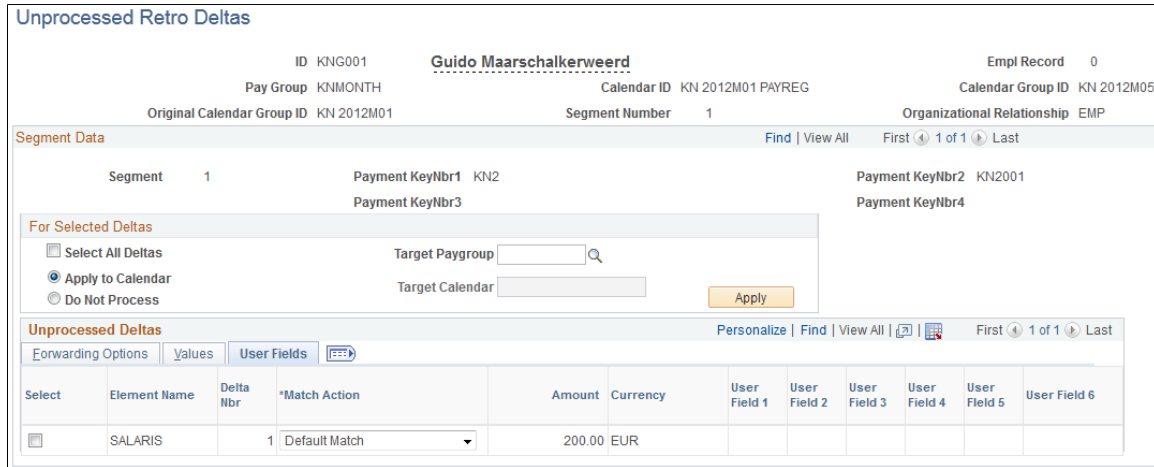 Unprocessed Retro Deltas
ID KNG001 Guido Maarschalkerweerd Empl Record 0
Pay Group KNMONTH Calendar ID KN 2012M01 PAYREG Calendar Group ID KN 2012M05
Original Calendar Group ID KN 2012M01 Segment Number 1 Organizational Relationship EMP
Segment Data Find | View All First 1 of 1 Last
Segment 1 Payment KeyNbr1 KN2 Payment KeyNbr2 KN2001
Payment KeyNbr3 Payment KeyNbr4
For Selected Deltas
Select All Deltas Target Paygroup
Apply to Calendar Target Calendar
Do Not Process Apply
Unprocessed Deltas Personalize | Find | View All | First 1 of 1 Last
Forwarding Options Values User Fields
Select Element Name Delta Nbr *Match Action Amount Currency User Field 1 User Field 2 User Field 3 User Field 4 User FIeld 5 User Field 6
SALARIS 1 Default Match 200.00 EUR